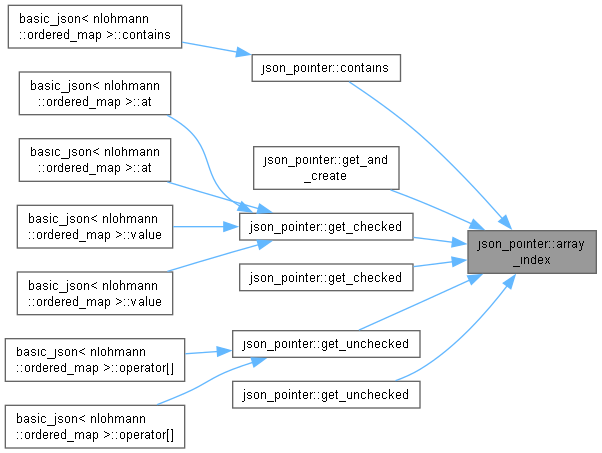 basic_json< nlohmann
::ordered_map >::contains
json_pointer::contains
basic_json< nlohmann
::ordered_map >::at
basic_json< nlohmann
::ordered_map >::at
json_pointer::get_and
_create
basic_json< nlohmann
::ordered_map >::value
json_pointer::get_checked
json_pointer::array
_index
basic_json< nlohmann
::ordered_map >::value
json_pointer::get_checked
basic_json< nlohmann
::ordered_map >::operator[]
json_pointer::get_unchecked
json_pointer::get_unchecked
basic_json< nlohmann
::ordered_map >::operator[]